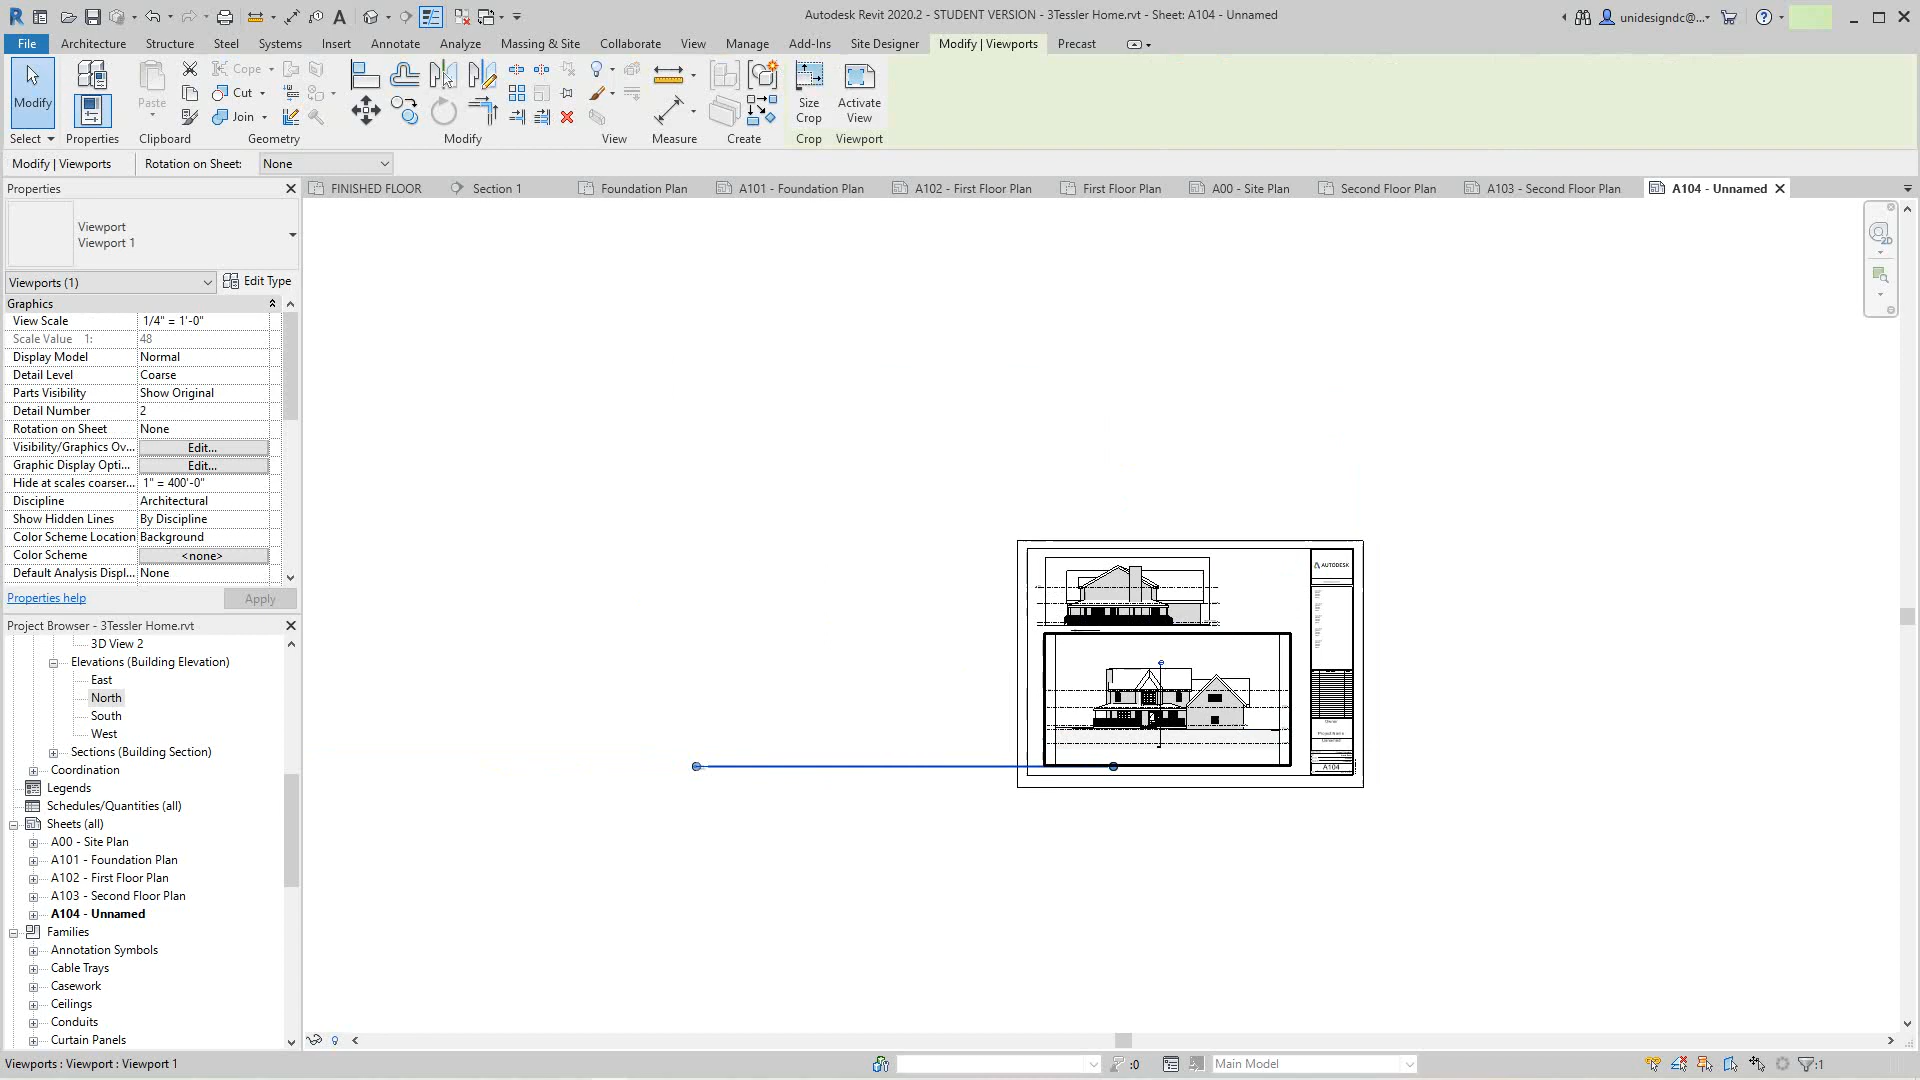 Autodesk Revit 2020.2 - STUDENT VERSION - 3Tessler Home.rvt - Sheet: A104 - Unnamed
unidesigndc@...
File
Architecture
Structure
Steel
Systems
Insert
Annotate
Analyze
Massing & Site
Collaborate
View
Manage
Add-Ins
Site Designer
Modify | Viewports
Precast
Modify
Paste
Cope
Cut
Join
Size Crop
Activate View
Select
Properties
Clipboard
Geometry
Modify
View
Measure
Create
Crop
Viewport
Modify | Viewports
Rotation on Sheet:
None
Properties
FINISHED FLOOR
Section 1
Foundation Plan
A101 - Foundation Plan
A102 - First Floor Plan
First Floor Plan
A00 - Site Plan
Second Floor Plan
A103 - Second Floor Plan
A104 - Unnamed
Viewport
Viewport 1
Viewports (1)
Edit Type
Graphics
View Scale 1/4" = 1'-0"
Scale Value 1: 48
Display Model Normal
Detail Level Coarse
Parts Visibility Show Original
Detail Number 2
Rotation on Sheet None
Visibility/Graphics Ov... Edit...
Graphic Display Opti... Edit...
Hide at scales coarser... 1" = 400'-0"
Discipline Architectural
Show Hidden Lines By Discipline
Color Scheme Location Background
Color Scheme <none>
Default Analysis Displ... None
Properties help
Apply
Project Browser - 3Tessler Home.rvt
3D View 2
Elevations (Building Elevation)
East
North
South
West
Sections (Building Section)
Coordination
Legends
Schedules/Quantities (all)
Sheets (all)
A00 - Site Plan
A101 - Foundation Plan
A102 - First Floor Plan
A103 - Second Floor Plan
A104 - Unnamed
Families
Annotation Symbols
Cable Trays
Casework
Ceilings
Conduits
Curtain Panels
AUTODESK
Owner
Project Name
Unnamed
A104
2D
Viewports : Viewport : Viewport 1
:0
Main Model
:1